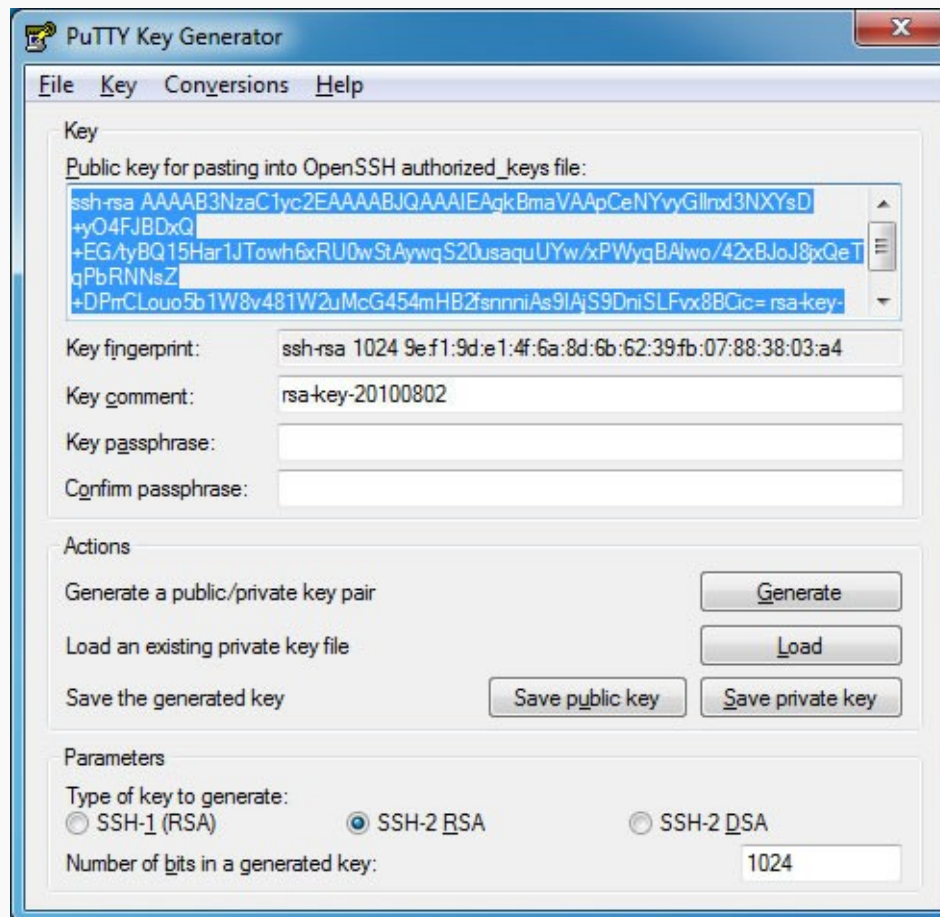 PuTTY Key Generator
File Key Conversions Help
Key
Public key for pasting into OpenSSH authorized_keys file:
ssh-rsa AAAAB3NzaC1yc2EAAAABJQAAAIEAgkBmaVAApCeNYvyGIlnxl3NXYsD
+yO4FJBDxQ
+EG/tyBQ15Har1JTowh6xRU0wStAywqS20usaquUYw/xPWyqBAlwo/42xBJoJ8jxQeT
qPbRNNsZ
+DPrrCLouo5b1W8v481W2uMcG454mHB2fsnnniAs9IAjS9DniSLFvx8BCic= rsa-key-
Key fingerprint: ssh-rsa 1024 9e:f1:9d:e1:4f:6a:8d:6b:62:39:fb:07:88:38:03:a4
Key comment: rsa-key-20100802
Key passphrase:
Confirm passphrase:
Actions
Generate a public/private key pair Generate
Load an existing private key file Load
Save the generated key Save public key Save private key
Parameters
Type of key to generate:
SSH-1 (RSA) SSH-2 RSA SSH-2 DSA
Number of bits in a generated key: 1024